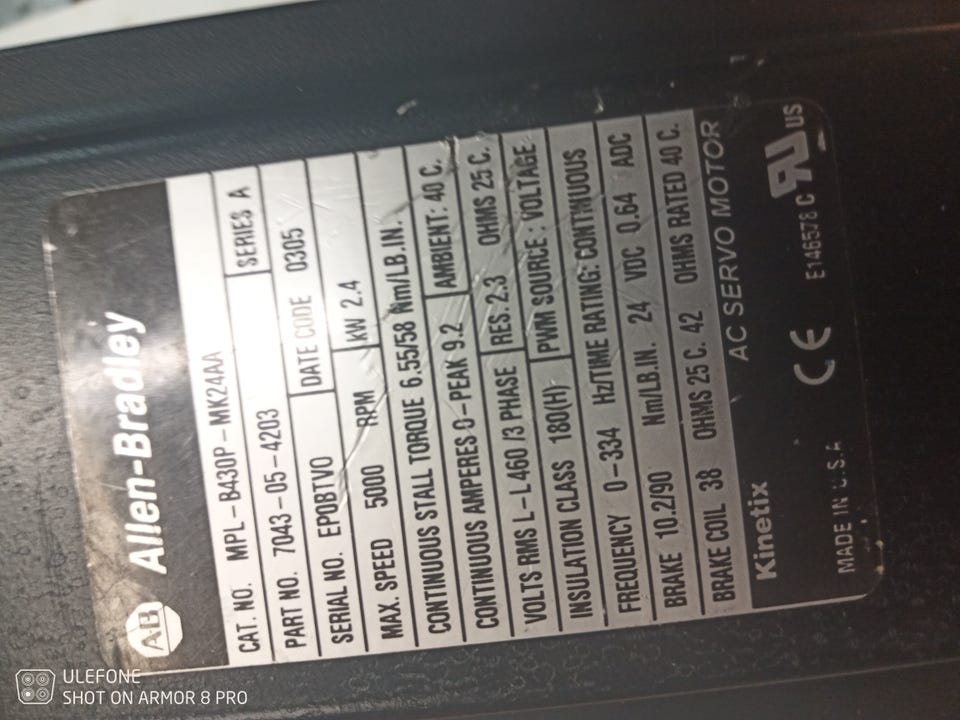 AB Allen-Bradley
CAT. NO. MPL-B430P-MK24AA SERIES A
PART NO. 7043-05-4203
SERIAL NO. EPOBTVO DATE CODE 0305
MAX. SPEED 5000 RPM KW 2.4
CONTINUOUS STALL TORQUE 6.55/58 Nm/LB.IN.
CONTINUOUS AMPERES 0-PEAK 9.2 AMBIENT: 40 C.
VOLTS RMS L-L 460 /3 PHASE RES. 2.3 OHMS 25 C.
INSULATION CLASS 180(H) PWM SOURCE: VOLTAGE
FREQUENCY 0-334 Hz/TIME RATING: CONTINUOUS
BRAKE 10.2/90 Nm/LB.IN. 24 VDC 0.64 ADC
BRAKE COIL 38 OHMS 25 C. 42 OHMS RATED 40 C.
Kinetix AC SERVO MOTOR
MADE IN U.S.A CE E146578 C US
ULEFONE
SHOT ON ARMOR 8 PRO